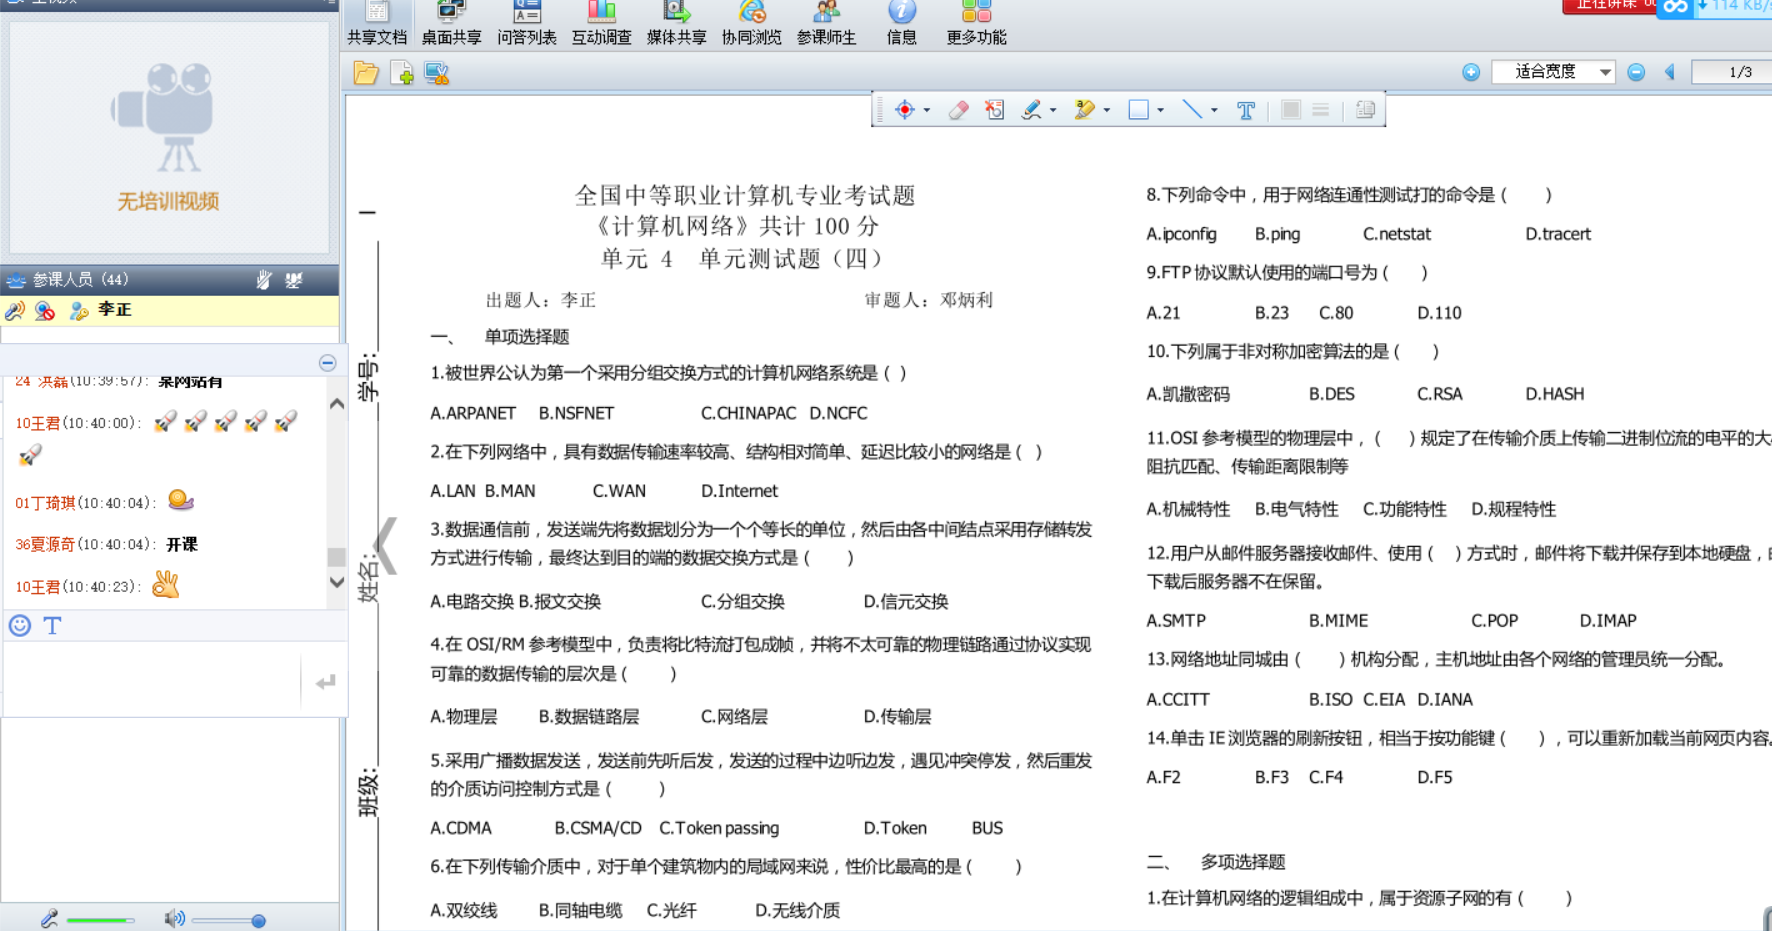 共享文档 桌面共享 问答列表 互动调查 媒体共享 协同浏览 参课师生 信息 更多功能
114 KB/s
适合宽度
1/3
无培训视频
参课人员 (44)
李正
24 洪磊(10:39:57): 某网站有
10王君(10:40:00):
01丁琦琪(10:40:04):
36夏源奇(10:40:04): 开课
10王君(10:40:23):
学号:
姓名:
班级:
全国中等职业计算机专业考试题
《计算机网络》共计 100 分
单元 4 单元测试题（四）
出题人：李正 审题人：邓炳利
一、 单项选择题
1.被世界公认为第一个采用分组交换方式的计算机网络系统是（ ）
A.ARPANET B.NSFNET C.CHINAPAC D.NCFC
2.在下列网络中，具有数据传输速率较高、结构相对简单、延迟比较小的网络是（ ）
A.LAN B.MAN C.WAN D.Internet
3.数据通信前，发送端先将数据划分为一个个等长的单位，然后由各中间结点采用存储转发
方式进行传输，最终达到目的端的数据交换方式是（ ）
A.电路交换 B.报文交换 C.分组交换 D.信元交换
4.在 OSI/RM 参考模型中，负责将比特流打包成帧，并将不太可靠的物理链路通过协议实现
可靠的数据传输的层次是（ ）
A.物理层 B.数据链路层 C.网络层 D.传输层
5.采用广播数据发送，发送前先听后发，发送的过程中边听边发，遇见冲突停发，然后重发
的介质访问控制方式是（ ）
A.CDMA B.CSMA/CD C.Token passing D.Token BUS
6.在下列传输介质中，对于单个建筑物内的局域网来说，性价比最高的是（ ）
A.双绞线 B.同轴电缆 C.光纤 D.无线介质
8.下列命令中，用于网络连通性测试打的命令是（ ）
A.ipconfig B.ping C.netstat D.tracert
9.FTP 协议默认使用的端口号为（ ）
A.21 B.23 C.80 D.110
10.下列属于非对称加密算法的是（ ）
A.凯撒密码 B.DES C.RSA D.HASH
11.OSI 参考模型的物理层中，（ ）规定了在传输介质上传输二进制位流的电平的大
阻抗匹配、传输距离限制等
A.机械特性 B.电气特性 C.功能特性 D.规程特性
12.用户从邮件服务器接收邮件、使用（ ）方式时，邮件将下载并保存到本地硬盘，
下载后服务器不在保留。
A.SMTP B.MIME C.POP D.IMAP
13.网络地址同城由（ ）机构分配，主机地址由各个网络的管理员统一分配。
A.CCITT B.ISO C.EIA D.IANA
14.单击 IE 浏览器的刷新按钮，相当于按功能键（ ），可以重新加载当前网页内容。
A.F2 B.F3 C.F4 D.F5
二、 多项选择题
1.在计算机网络的逻辑组成中，属于资源子网的有（ ）